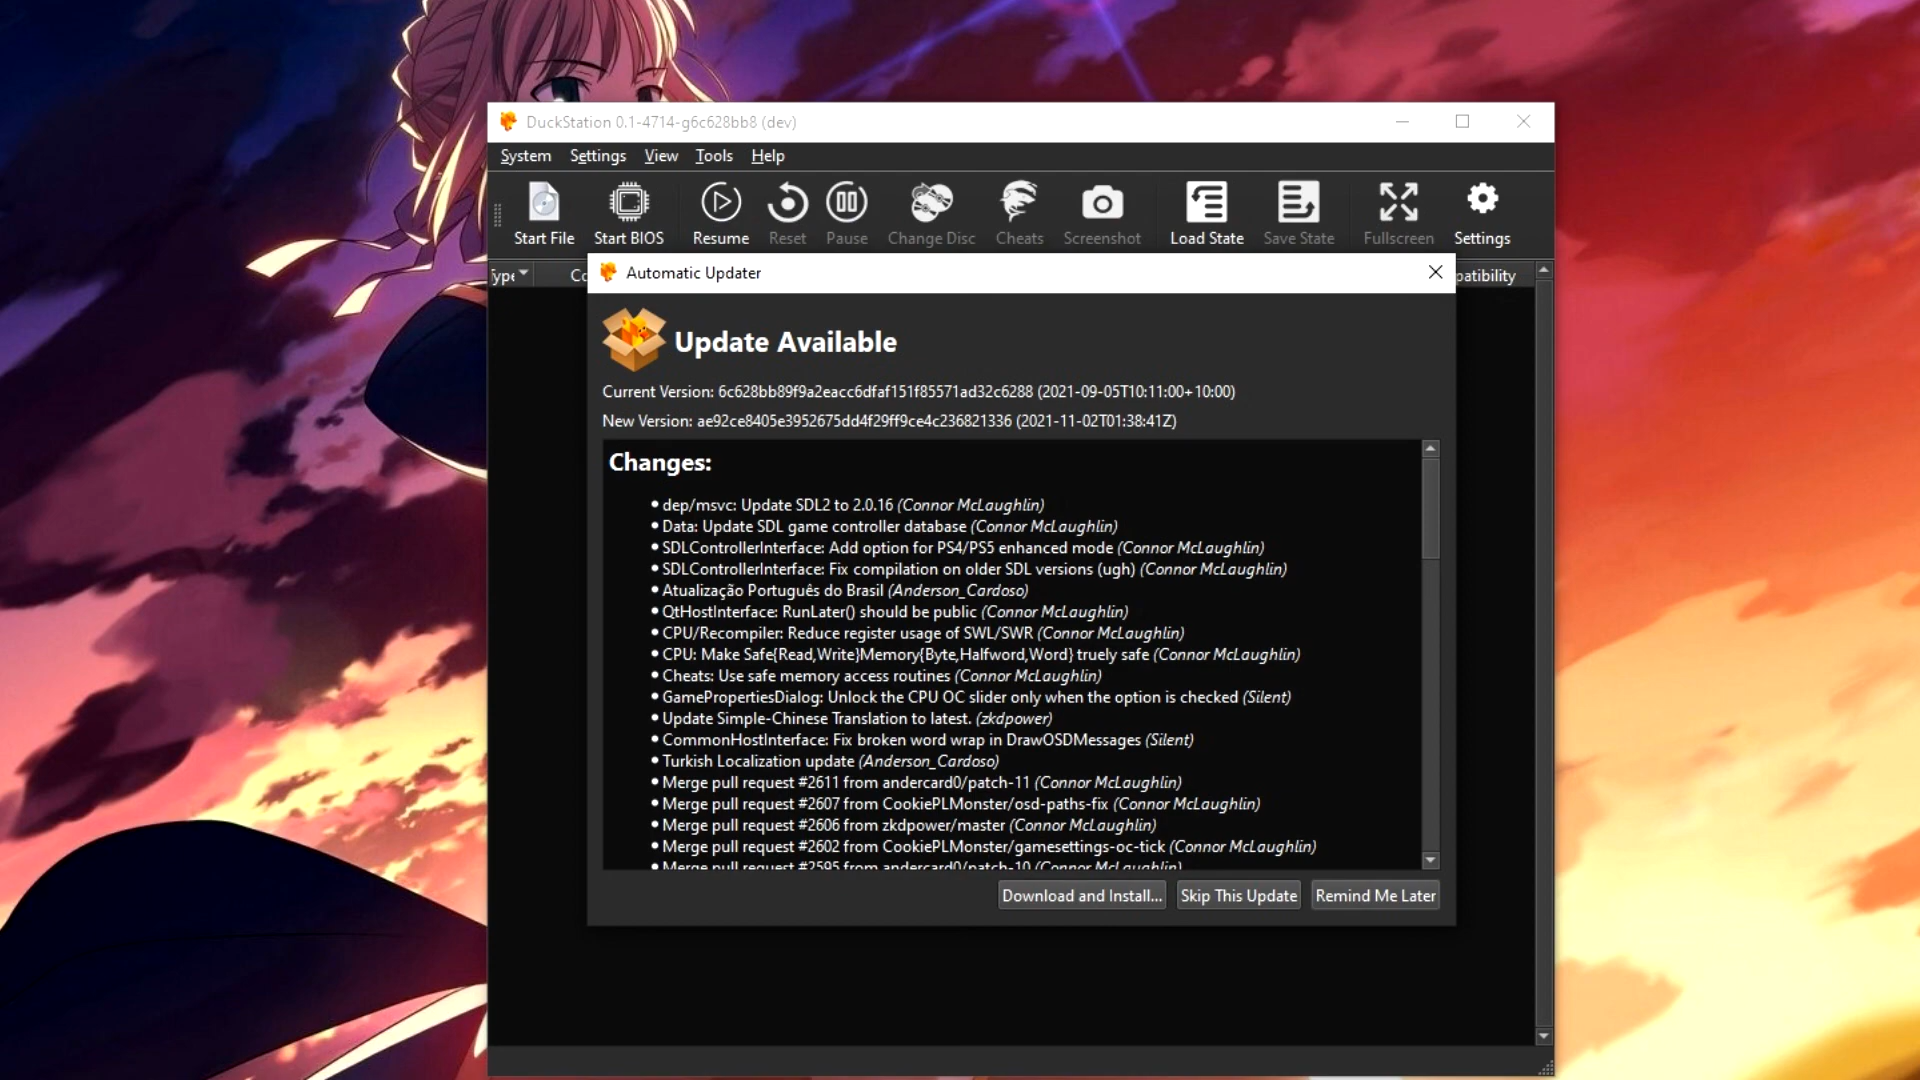 DuckStation 0.1-4714-g6c628bb8 (dev)
System Settings View Tools Help
Start File Start BIOS Resume Reset Pause Change Disc Cheats Screenshot Load State Save State Fullscreen Settings
Automatic Updater
Update Available
Current Version: 6c628bb89f9a2eacc6dfaf151f85571ad32c6288 (2021-09-05T10:11:00+10:00)
New Version: ae92ce8405e3952675dd4f29ff9ce4c236821336 (2021-11-02T01:38:41Z)
Changes:
• dep/msvc: Update SDL2 to 2.0.16 (Connor McLaughlin)
• Data: Update SDL game controller database (Connor McLaughlin)
• SDLControllerInterface: Add option for PS4/PS5 enhanced mode (Connor McLaughlin)
• SDLControllerInterface: Fix compilation on older SDL versions (ugh) (Connor McLaughlin)
• Atualização Português do Brasil (Anderson_Cardoso)
• QtHostInterface: RunLater() should be public (Connor McLaughlin)
• CPU/Recompiler: Reduce register usage of SWL/SWR (Connor McLaughlin)
• CPU: Make Safe{Read,Write}Memory{Byte,Halfword,Word} truely safe (Connor McLaughlin)
• Cheats: Use safe memory access routines (Connor McLaughlin)
• GamePropertiesDialog: Unlock the CPU OC slider only when the option is checked (Silent)
• Update Simple-Chinese Translation to latest. (zkdpower)
• CommonHostInterface: Fix broken word wrap in DrawOSDMessages (Silent)
• Turkish Localization update (Anderson_Cardoso)
• Merge pull request #2611 from andercard0/patch-11 (Connor McLaughlin)
• Merge pull request #2607 from CookiePLMonster/osd-paths-fix (Connor McLaughlin)
• Merge pull request #2606 from zkdpower/master (Connor McLaughlin)
• Merge pull request #2602 from CookiePLMonster/gamesettings-oc-tick (Connor McLaughlin)
• Merge pull request #2595 from andercard0/patch-10 (Connor McLaughlin)
Download and Install... Skip This Update Remind Me Later